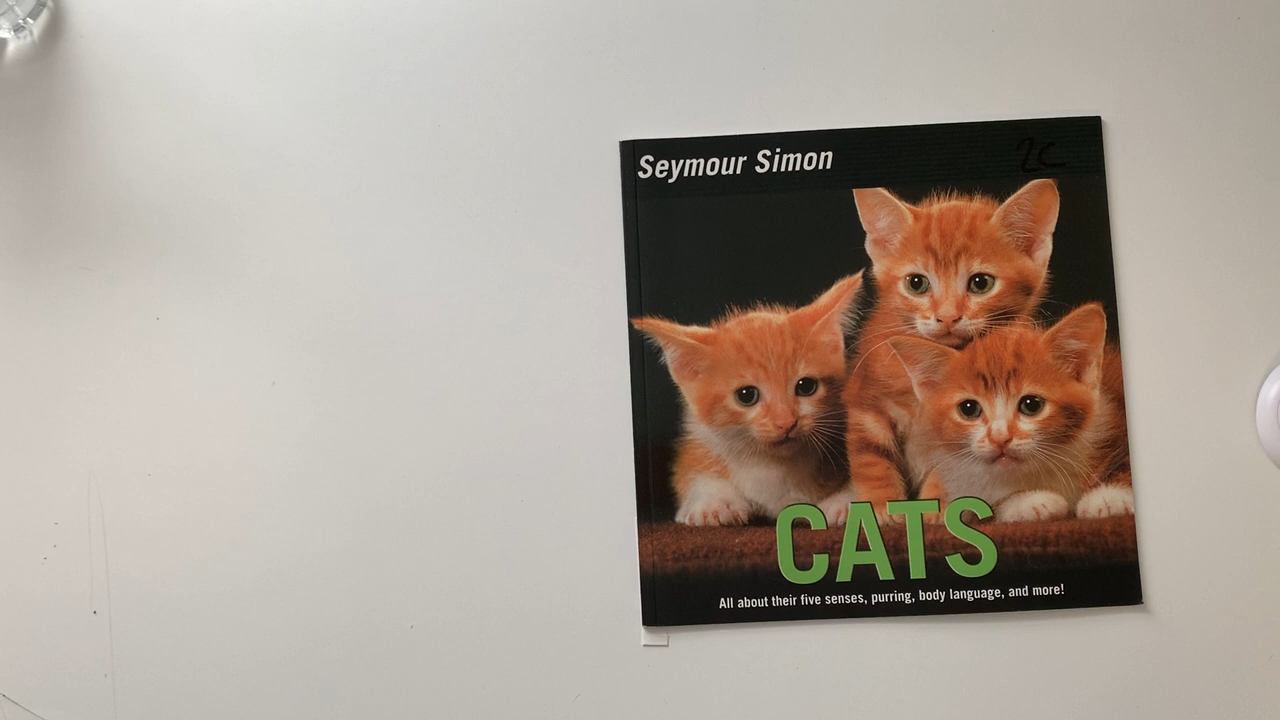 Seymour Simon
2C
CATS
All about their five senses, purring, body language, and more!